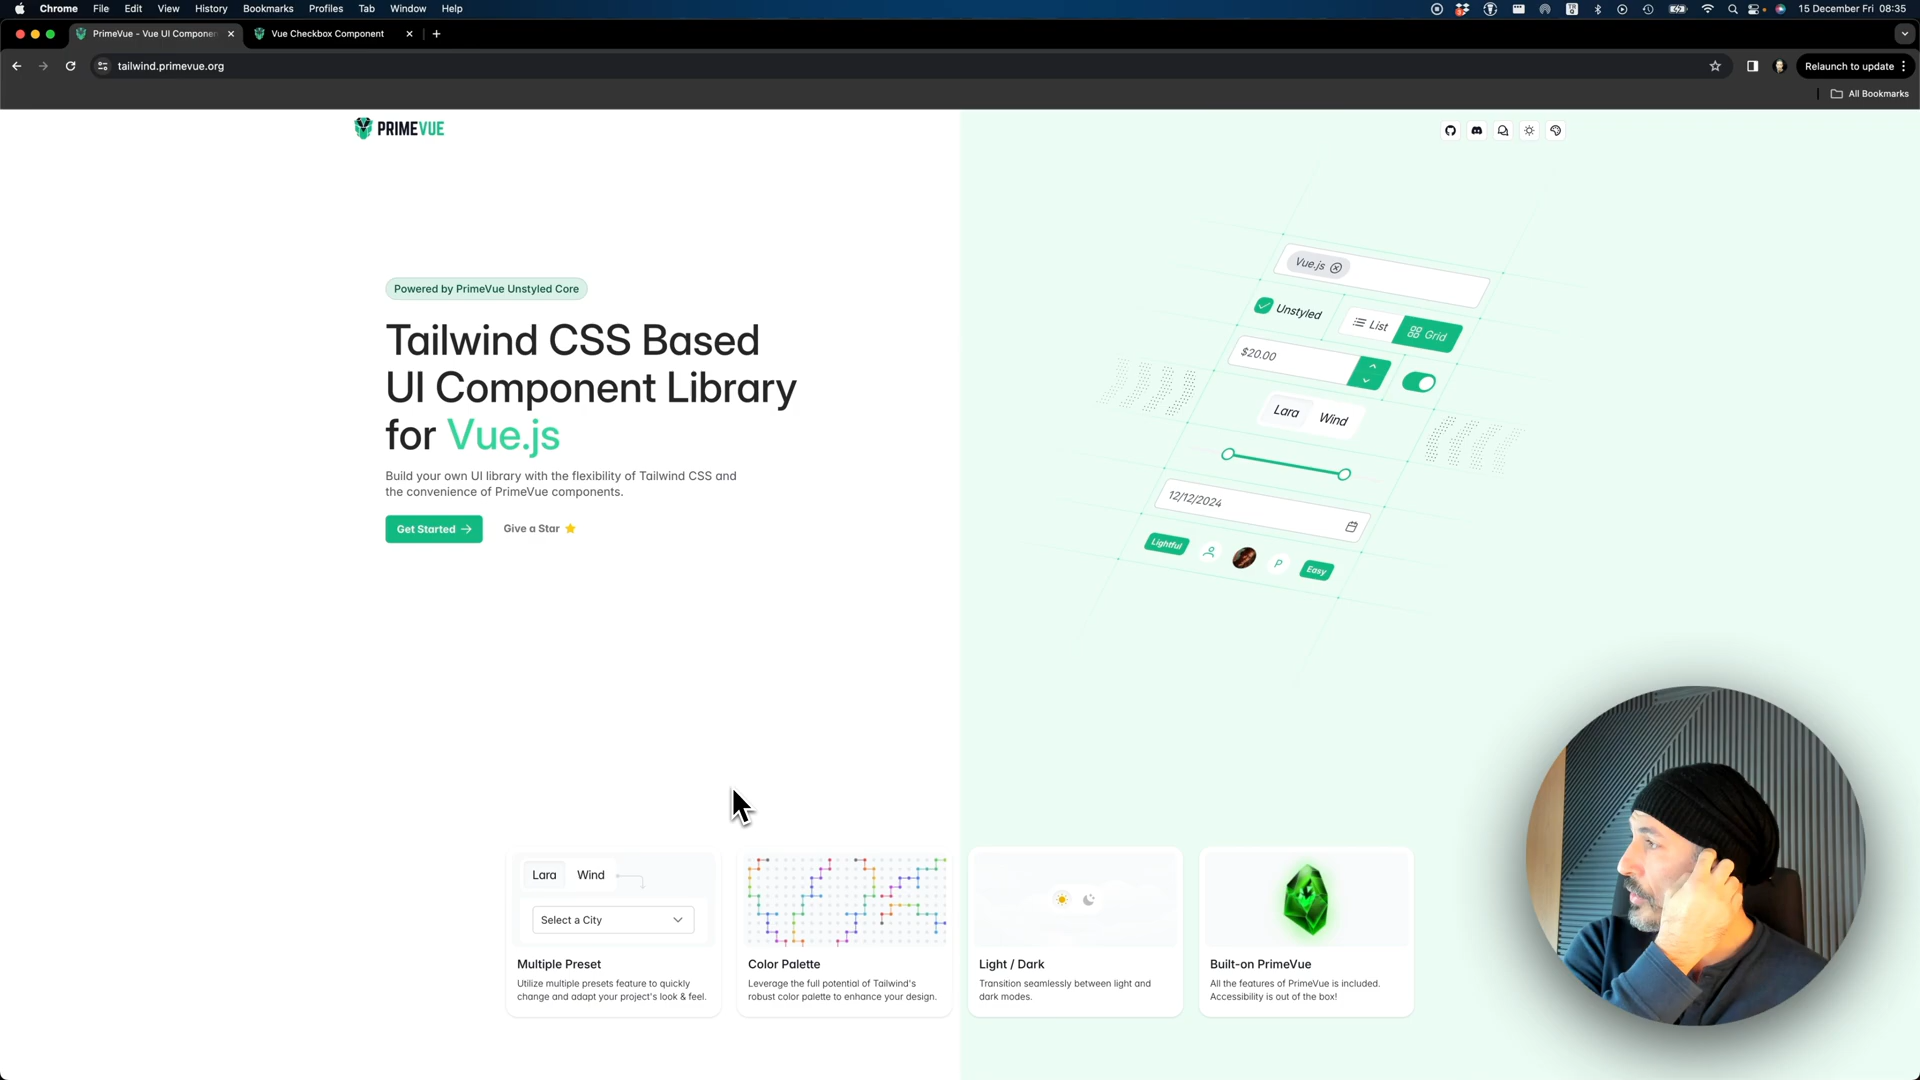 Chrome File Edit View History Bookmarks Profiles Tab Window Help
15 December Fri 08:35
PrimeVue - Vue UI Componen
Vue Checkbox Component
tailwind.primevue.org
Relaunch to update
All Bookmarks
PRIMEVUE
Powered by PrimeVue Unstyled Core
Tailwind CSS Based
UI Component Library
for Vue.js
Build your own UI library with the flexibility of Tailwind CSS and
the convenience of PrimeVue components.
Get Started
Give a Star
Vue.js
Unstyled
List
Grid
$20.00
Lara
Wind
12/12/2024
Lightful
P
Easy
Lara
Wind
Select a City
Multiple Preset
Utilize multiple presets feature to quickly
change and adapt your project's look & feel.
Color Palette
Leverage the full potential of Tailwind's
robust color palette to enhance your design.
Light / Dark
Transition seamlessly between light and
dark modes.
Built-on PrimeVue
All the features of PrimeVue is included.
Accessibility is out of the box!